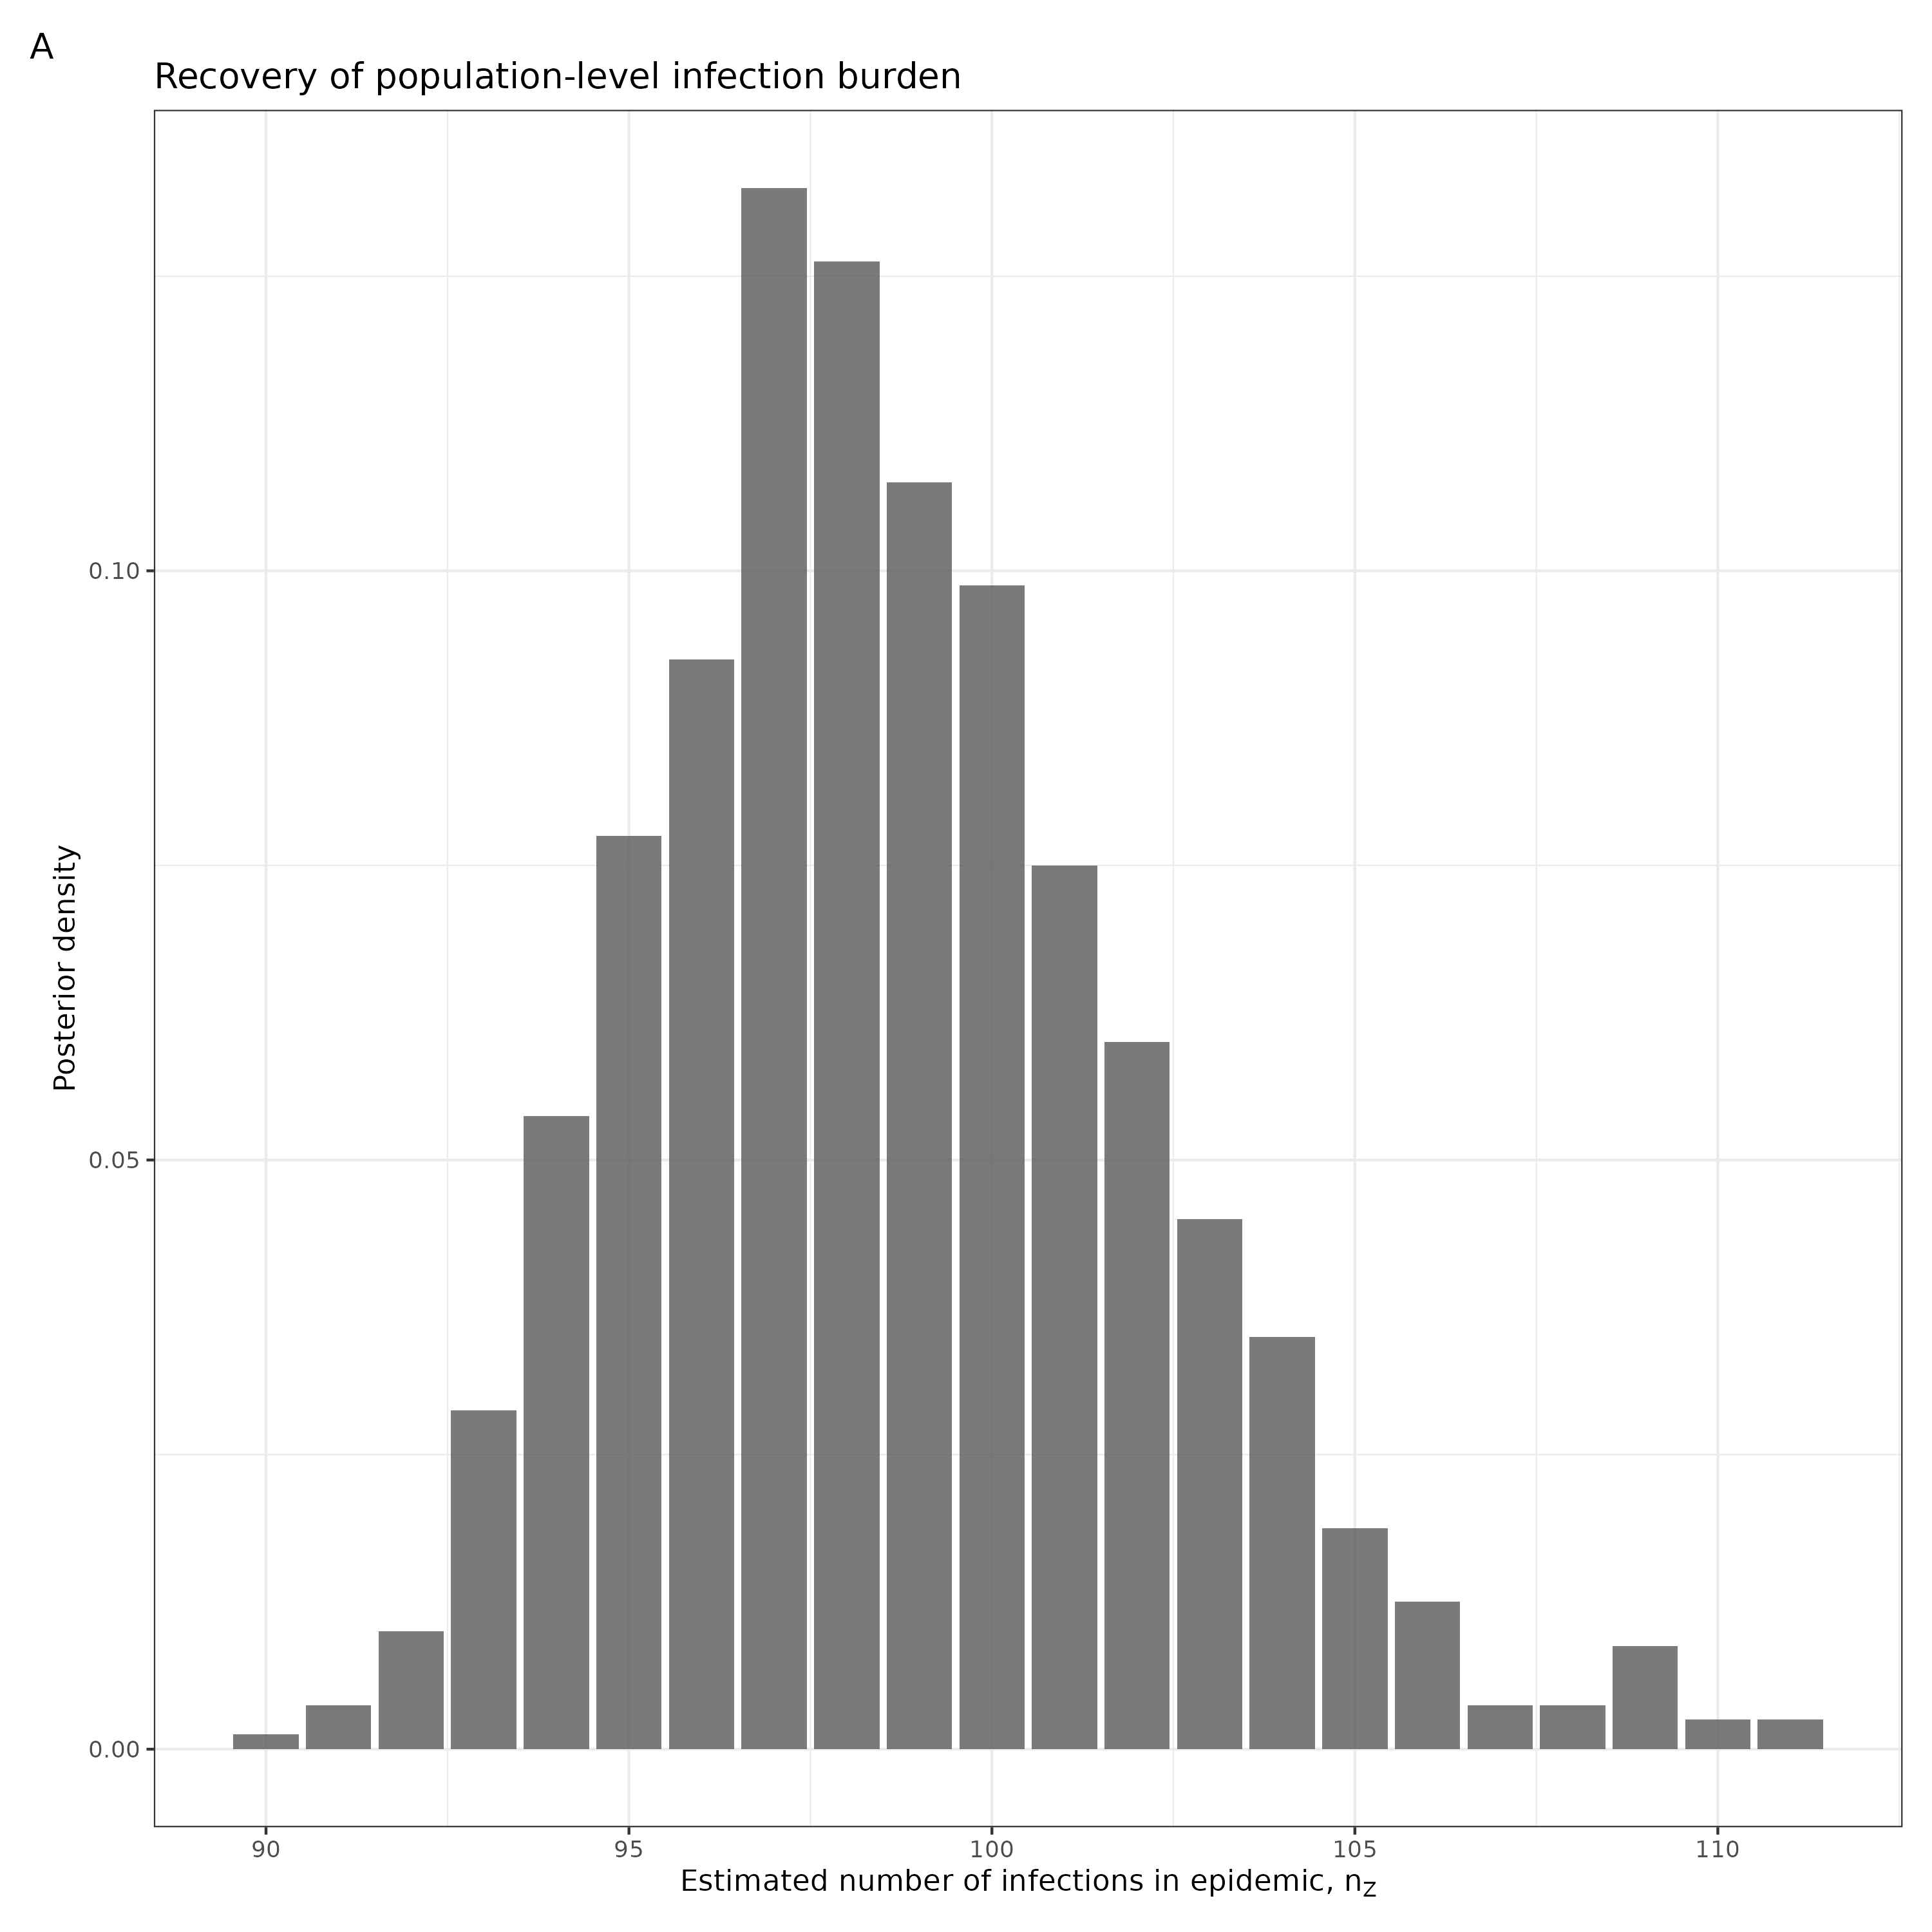 A
Recovery of population-level infection burden
Posterior density
0.10
0.05
0.00
90 95 100 105 110
Estimated number of infections in epidemic, n_Z